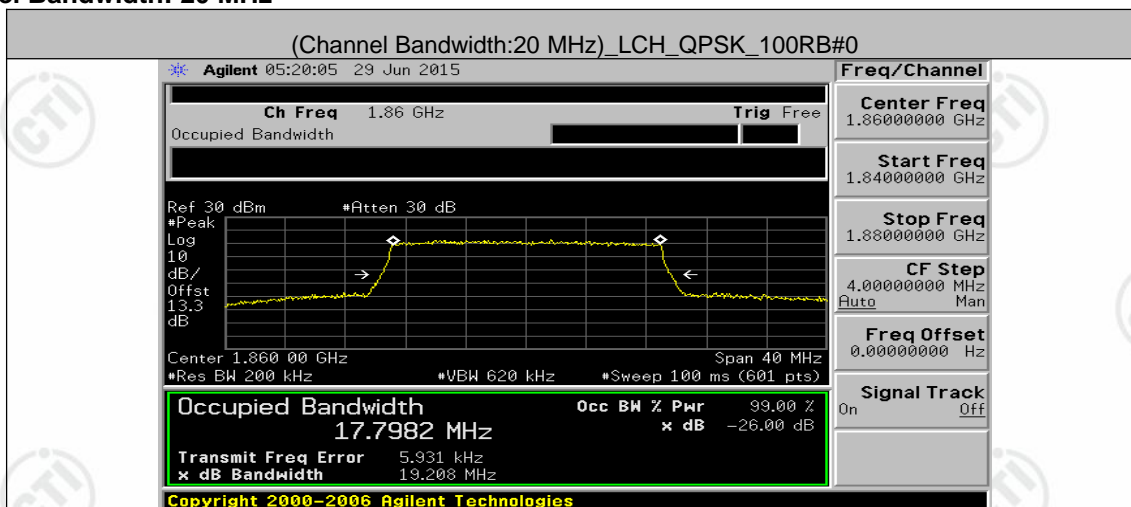 (Channel Bandwidth:20 MHz)_LCH_QPSK_100RB#0
Agilent 05:20:05 29 Jun 2015
Freq/Channel
Ch Freq 1.86 GHz
Trig Free
Occupied Bandwidth
Center Freq
1.86000000 GHz
Start Freq
1.84000000 GHz
Stop Freq
1.88000000 GHz
CF Step
4.00000000 MHz
Auto Man
Freq Offset
0.00000000 Hz
Signal Track
On Off
Ref 30 dBm #Atten 30 dB
#Peak
Log
10
dB/
Offst
13.3
dB
Center 1.860 00 GHz Span 40 MHz
#Res BW 200 kHz #VBW 620 kHz #Sweep 100 ms (601 pts)
Occupied Bandwidth
17.7982 MHz
Occ BW % Pwr 99.00 %
x dB -26.00 dB
Transmit Freq Error 5.931 kHz
x dB Bandwidth 19.208 MHz
Copyright 2000-2006 Agilent Technologies
CTI
CTI
CTI
CTI